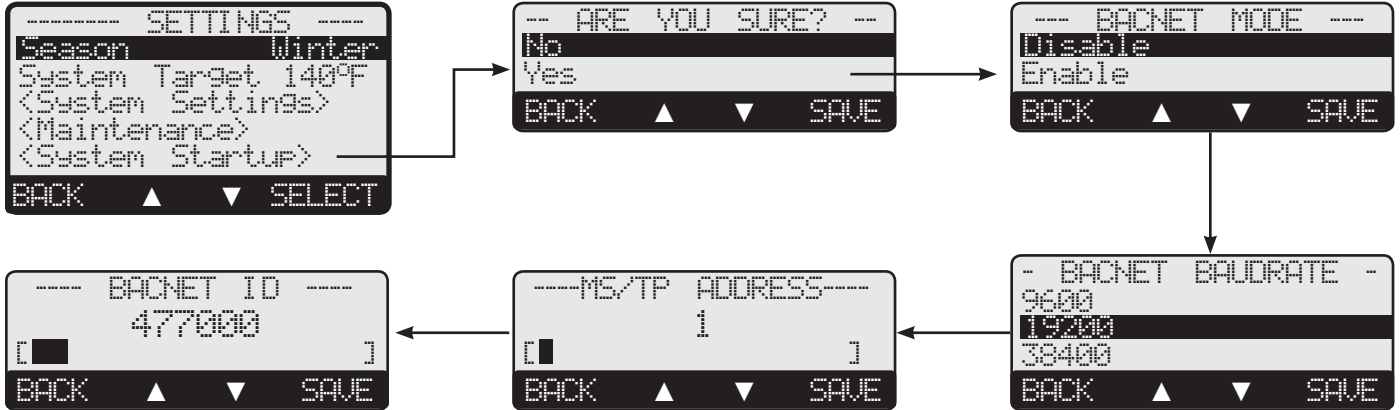 -------- SETTINGS ----
Season Winter
System Target 140°F
<System Settings>
<Maintenance>
<System Startup>
BACK ▲ ▼ SELECT
-- ARE YOU SURE? --
No
Yes
BACK ▲ ▼ SAVE
--- BACNET MODE ---
Disable
Enable
BACK ▲ ▼ SAVE
- BACNET BAUDRATE -
9600
19200
38400
BACK ▲ ▼ SAVE
----MS/TP ADDRESS----
1
[ ]
BACK ▲ ▼ SAVE
---- BACNET ID ----
477000
[ ]
BACK ▲ ▼ SAVE